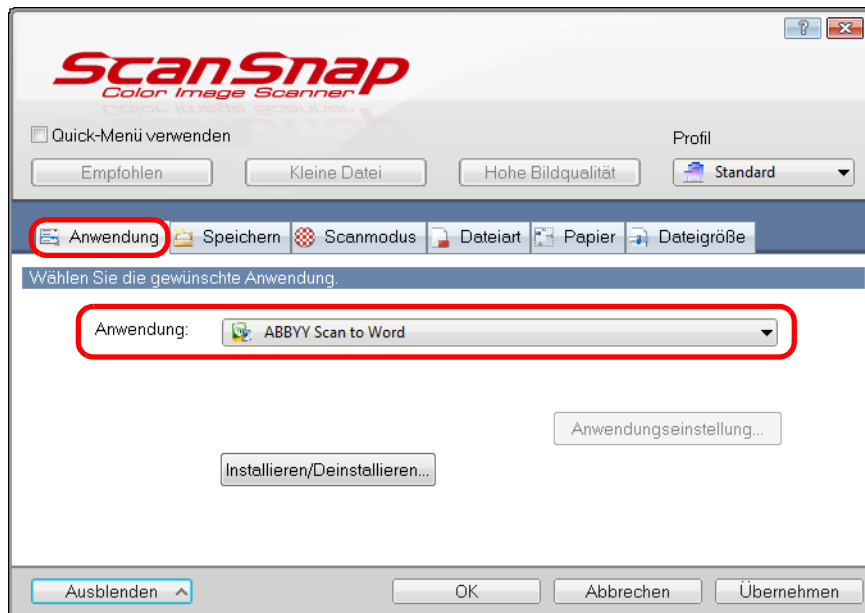 ScanSnap
Color Image Scanner
Quick-Menü verwenden
Profil
Empfohlen Kleine Datei Hohe Bildqualität Standard
Anwendung Speichern Scanmodus Dateiart Papier Dateigröße
Wählen Sie die gewünschte Anwendung.
Anwendung: ABBYY Scan to Word
Anwendungseinstellung...
Installieren/Deinstallieren...
Ausblenden OK Abbrechen Übernehmen